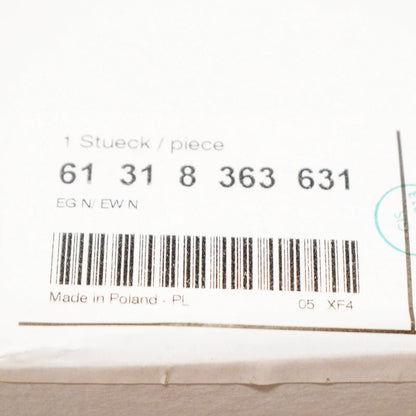 1 Stueck / piece
61 31 8 363 631
EG N/ EW N
Made in Poland - PL 05 XF4